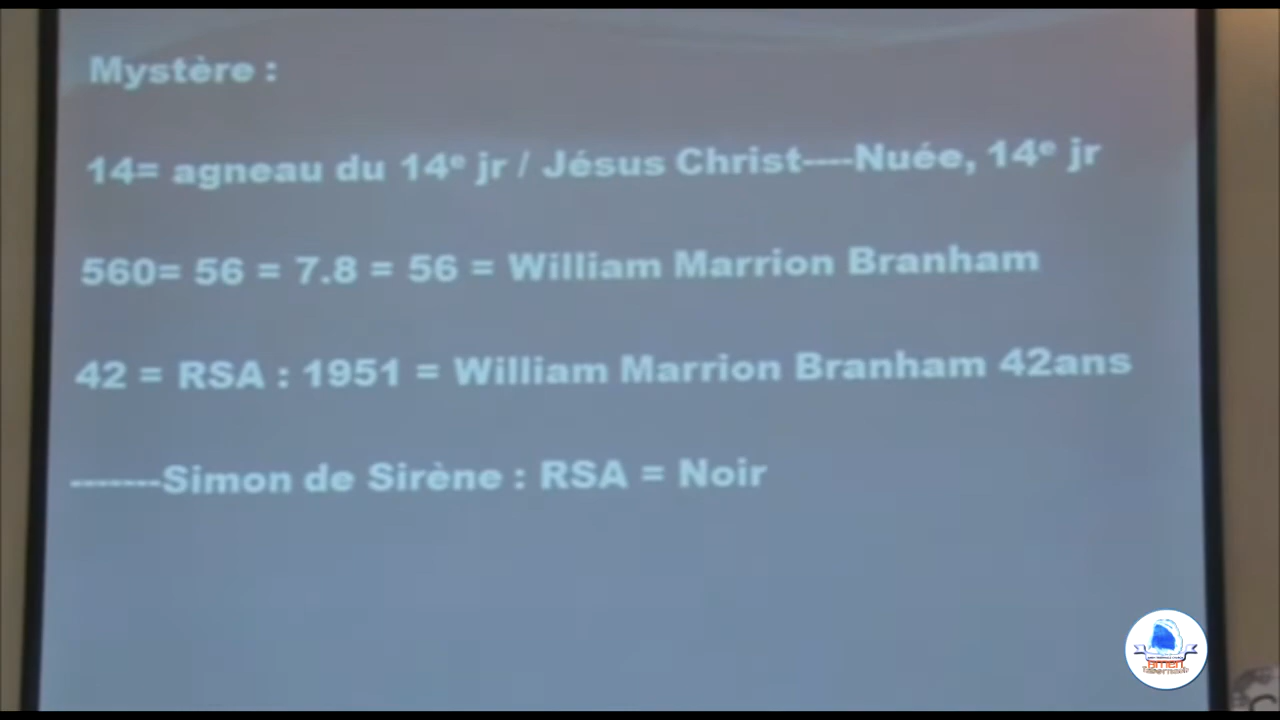 Mystère :
14= agneau du 14e jr / Jésus Christ----Nuée, 14e jr
560= 56 = 7.8 = 56 = William Marrion Branham
42 = RSA : 1951 = William Marrion Branham 42ans
-------Simon de Sirène : RSA = Noir